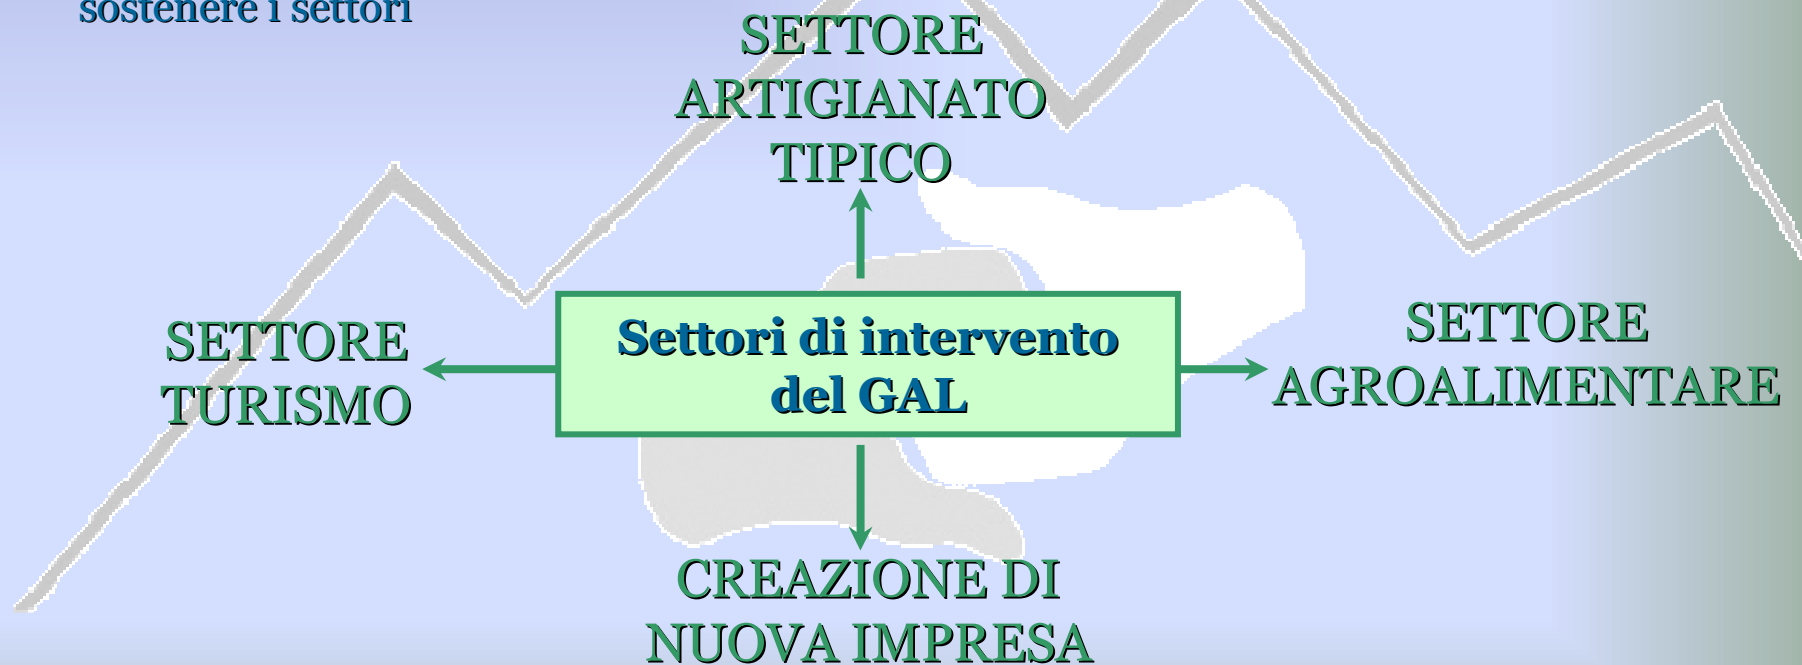 sostenere i settori
SETTORE
ARTIGIANATO
TIPICO
SETTORE
TURISMO
Settori di intervento
del GAL
SETTORE
AGROALIMENTARE
CREAZIONE DI
NUOVA IMPRESA